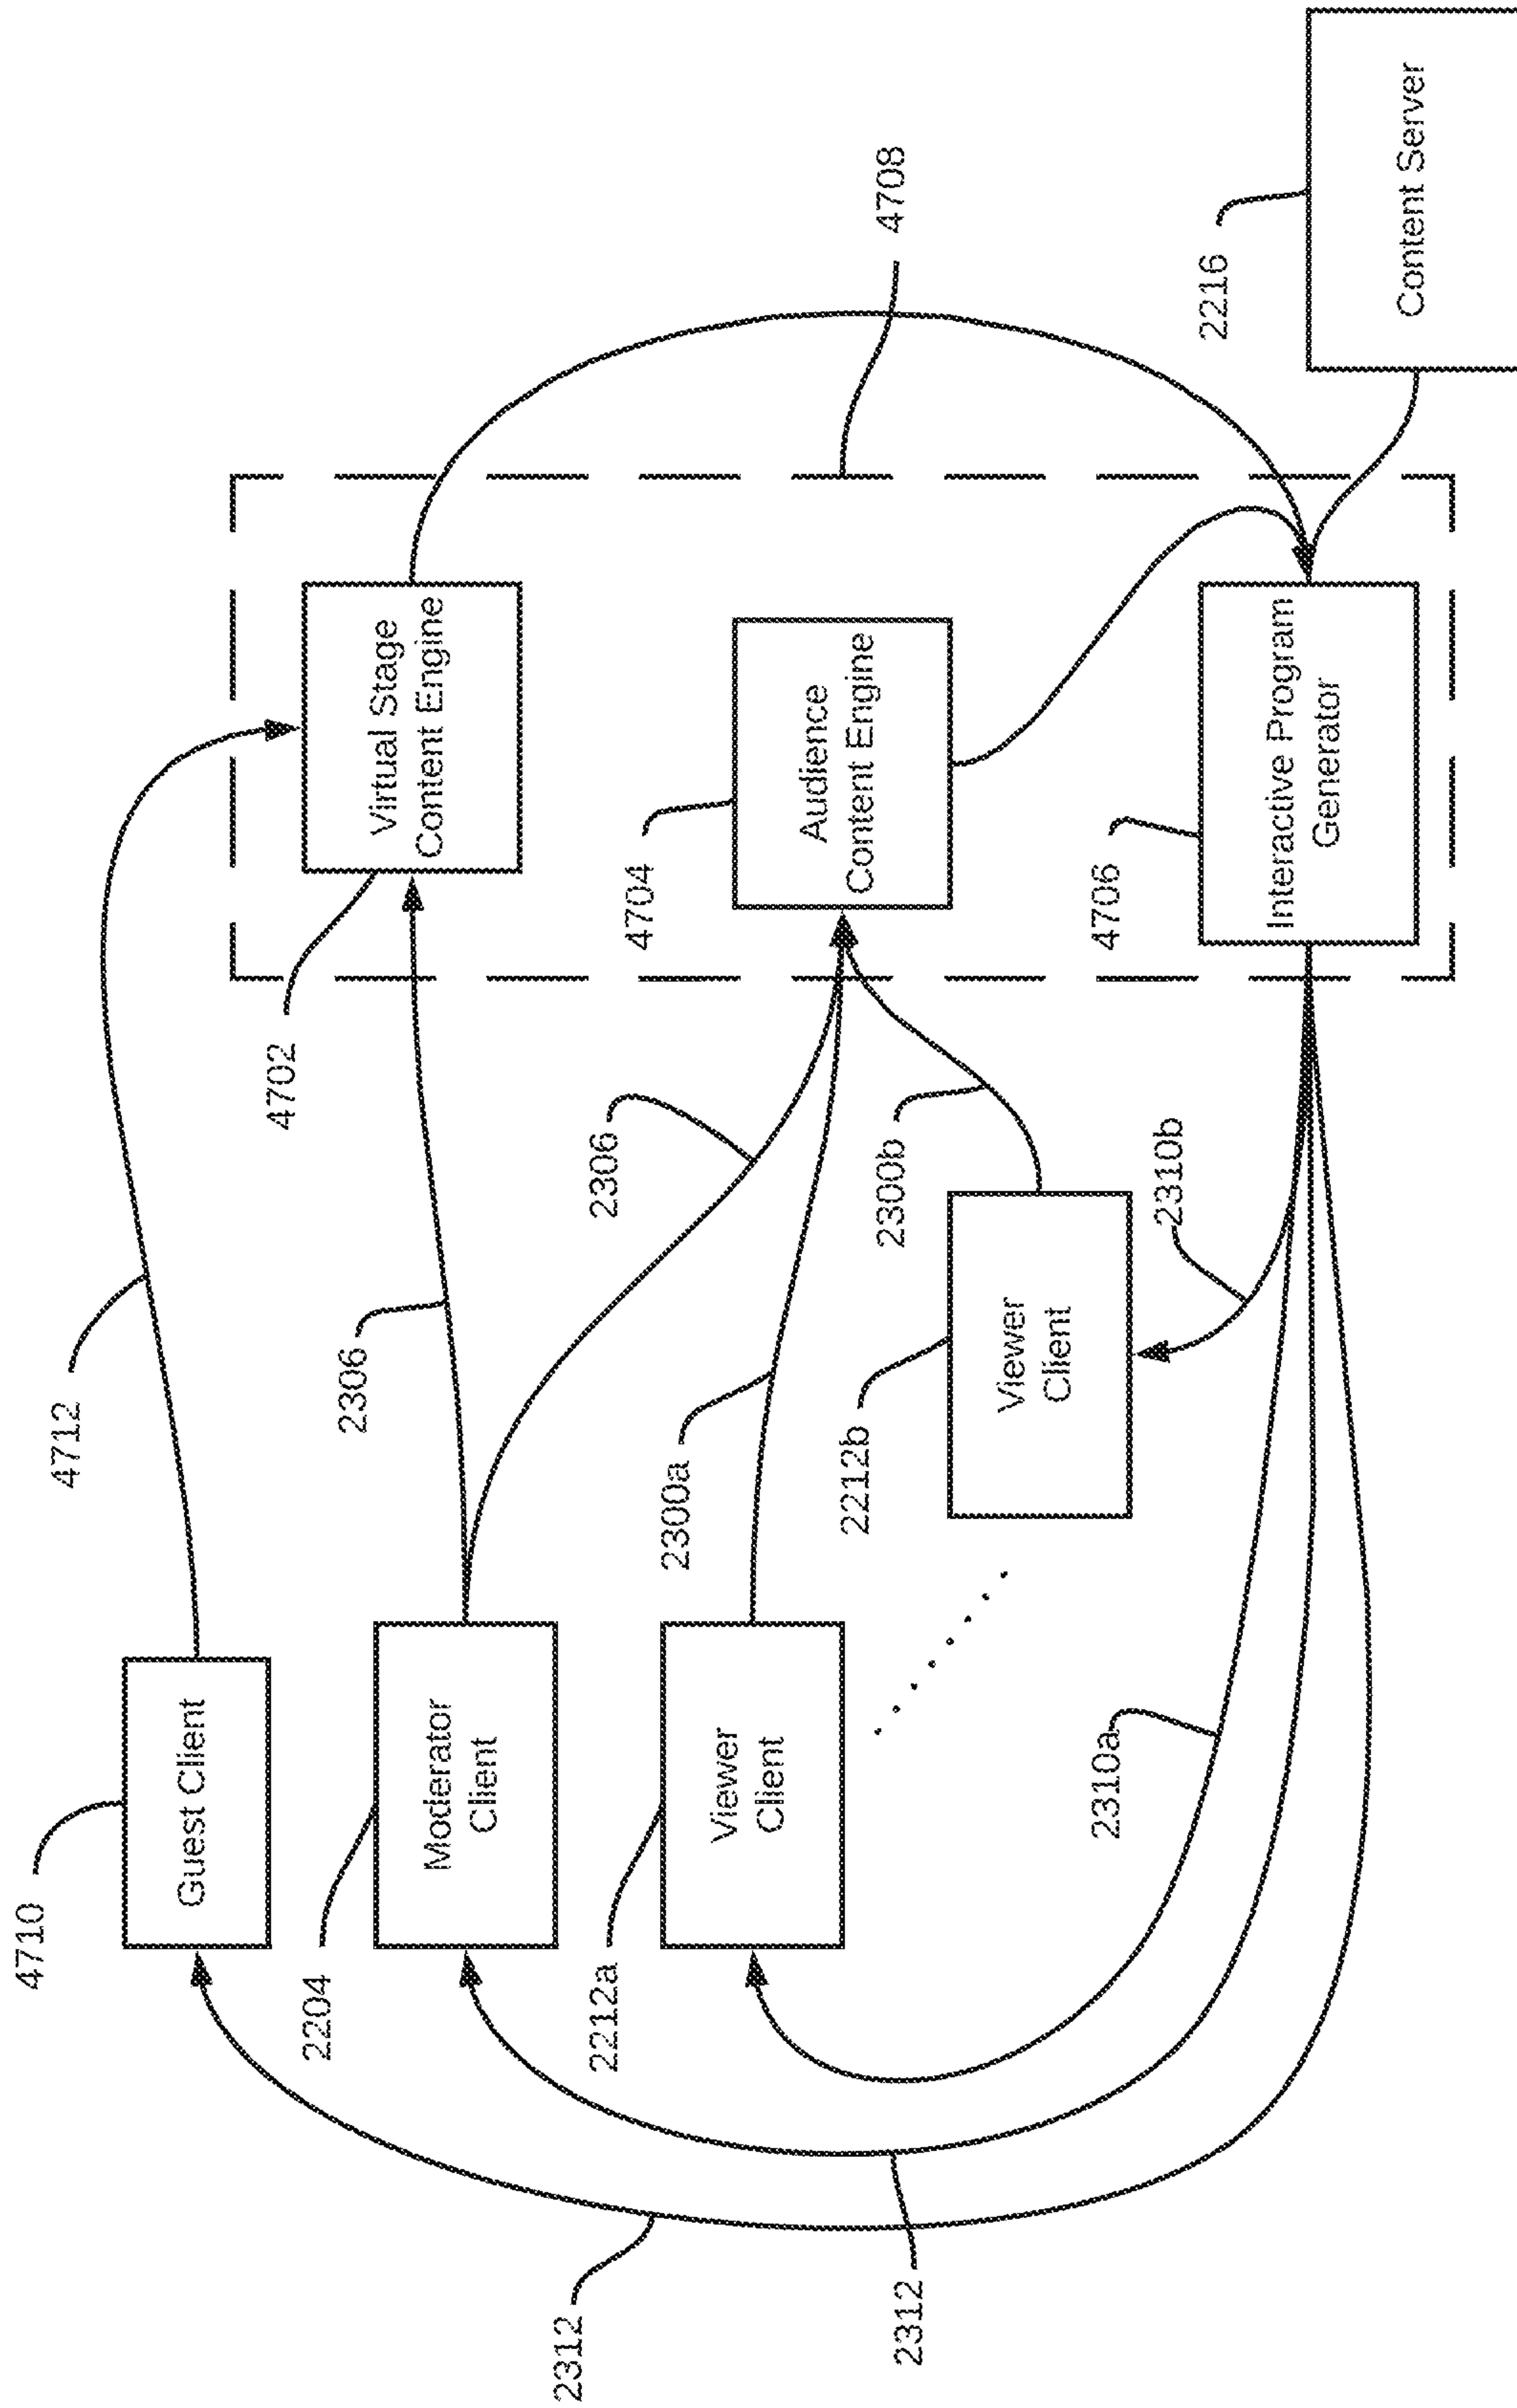 4710
4712
Guest Client
4702
2204
2306
Virtual Stage
Content Engine
Moderator
Client
2312
2212a
2306
4704
2300a
Viewer
Client
Audience
Content Engine
2212b
2300b
4708
2312
Viewer
Client
2310a
4706
2310b
2216
Interactive Program
Generator
Content Server